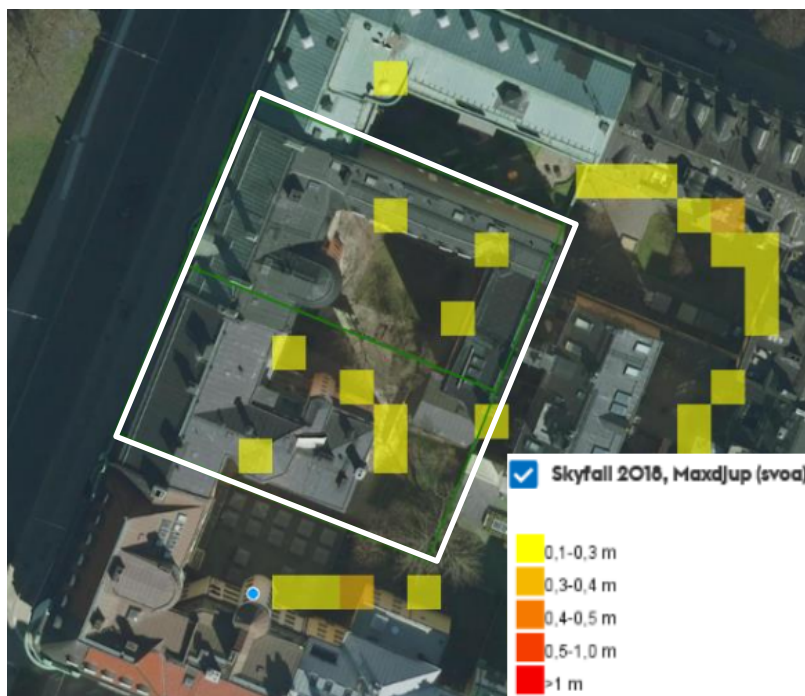 Skyfall 2018, Maxdjup (svoa)
0,1-0,3 m
0,3-0,4 m
0,4-0,5 m
0,5-1,0 m
>1 m